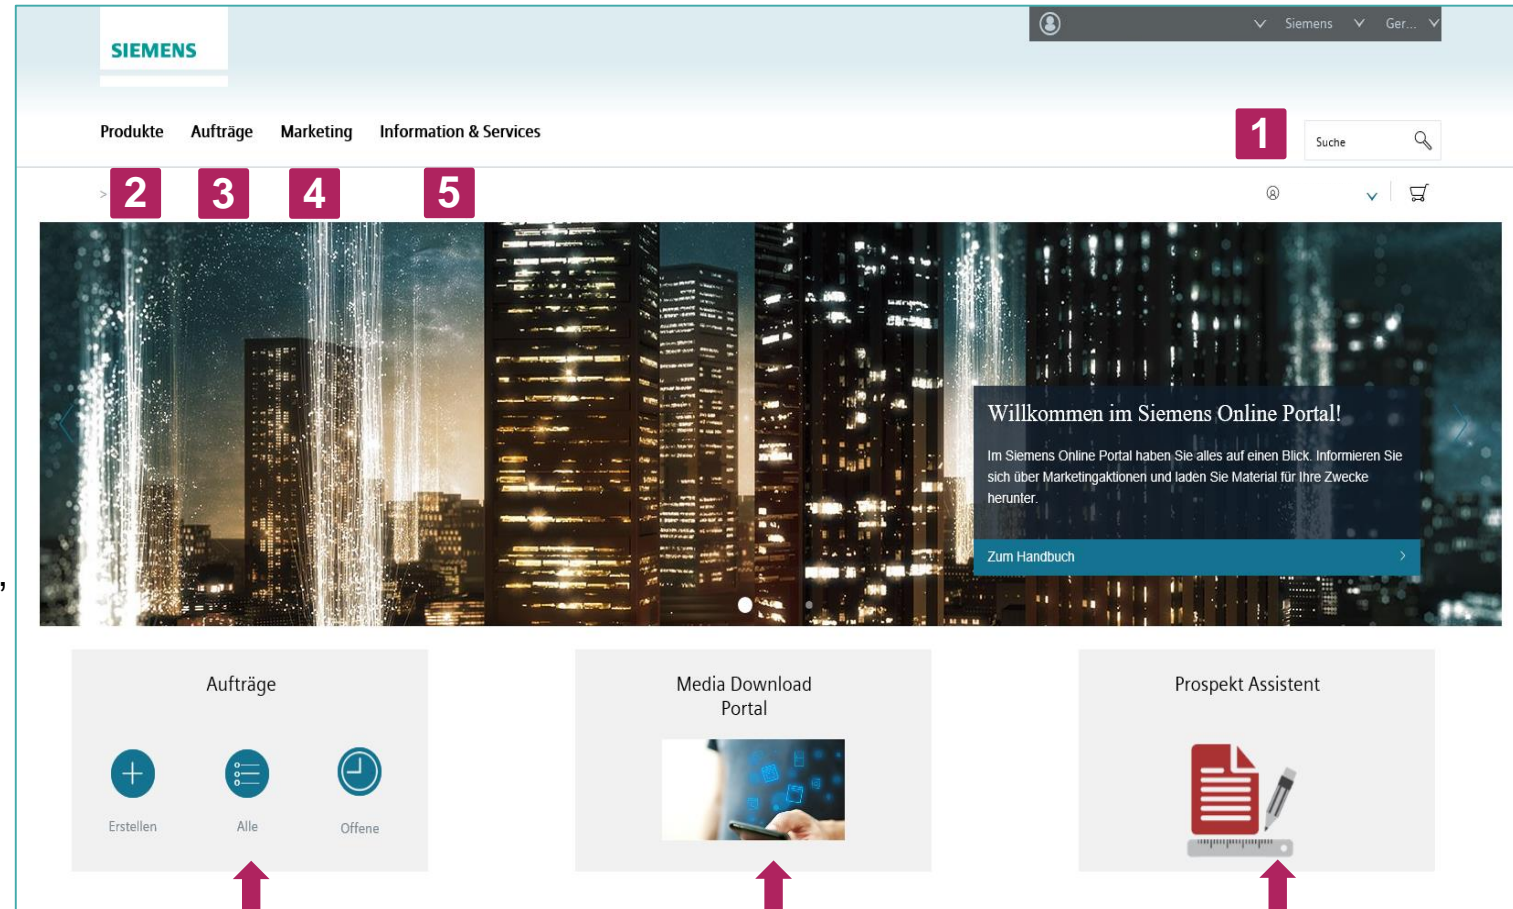 SIEMENS
Siemens
Ger...
Produkte Aufträge Marketing Information & Services
1
Suche
> 2 3 4 5
Willkommen im Siemens Online Portal!
Im Siemens Online Portal haben Sie alles auf einen Blick. Informieren Sie
sich über Marketingaktionen und laden Sie Material für Ihre Zwecke
herunter.
Zum Handbuch >
,
Aufträge
Erstellen Alle Offene
Media Download
Portal
Prospekt Assistent